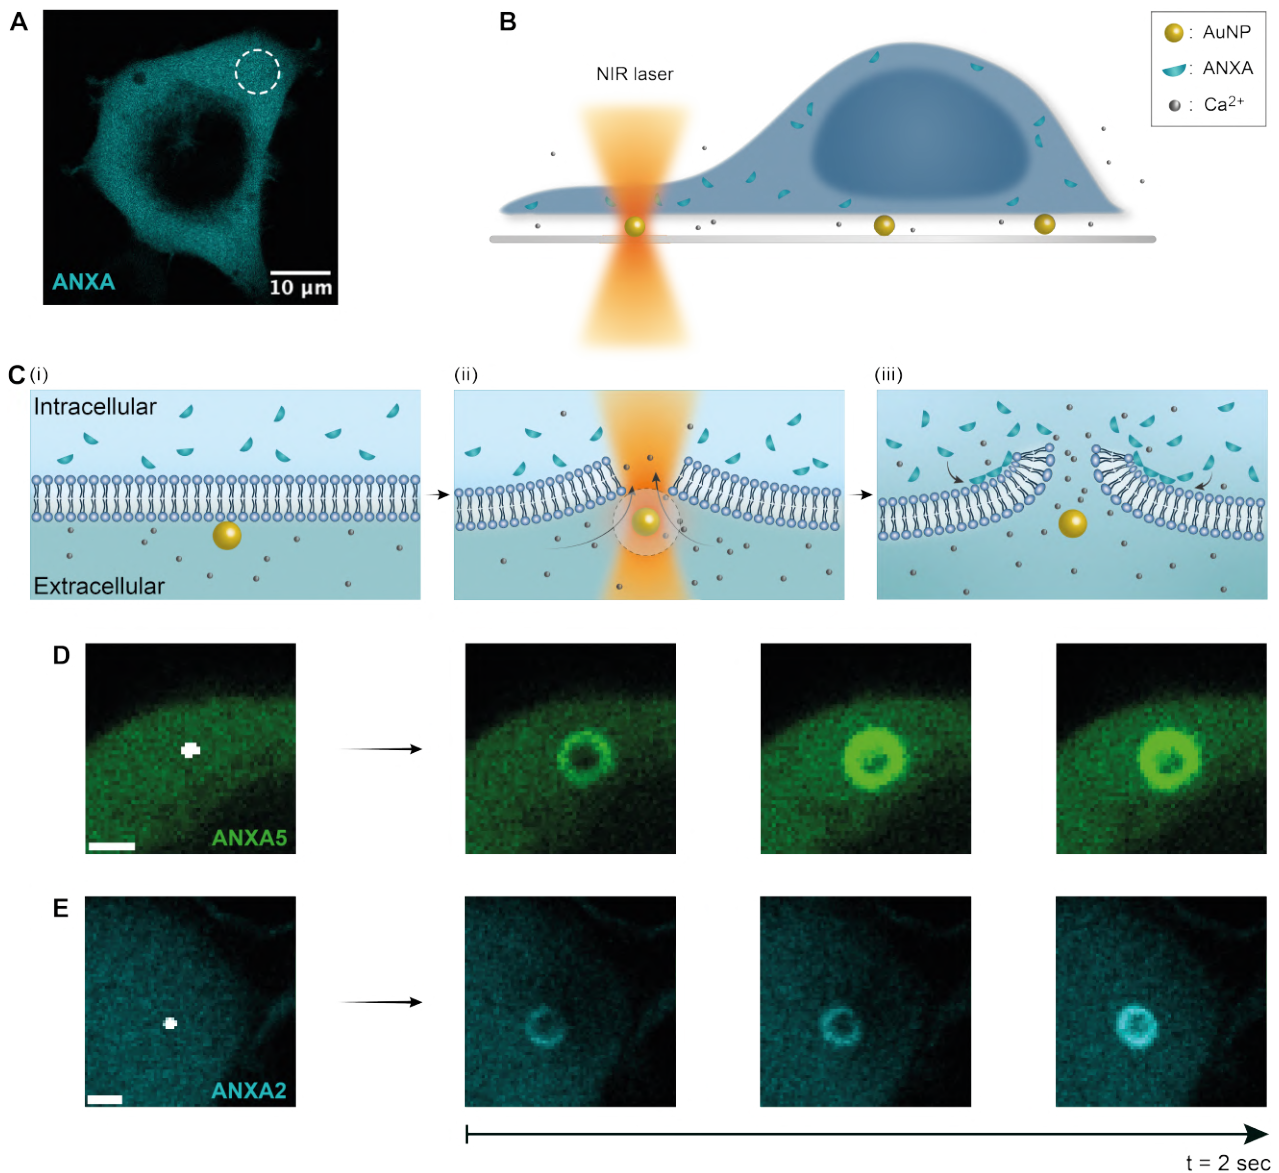 A
ANXA
10 μm
B
NIR laser
: AuNP
: ANXA
: Ca²⁺
C (i)
Intracellular
Extracellular
(ii)
(iii)
D
ANXA5
E
ANXA2
t = 2 sec